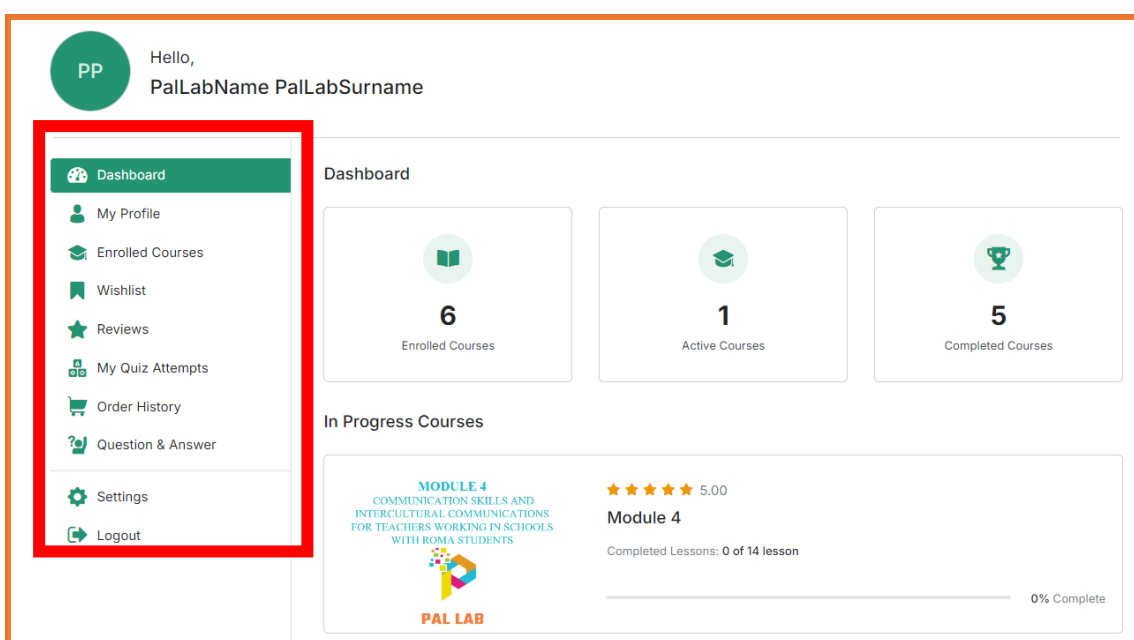 PP
Hello,
PalLabName PalLabSurname
Dashboard
My Profile
Enrolled Courses
Wishlist
Reviews
My Quiz Attempts
Order History
Question & Answer
Settings
Logout
Dashboard
6
Enrolled Courses
1
Active Courses
5
Completed Courses
In Progress Courses
MODULE 4
COMMUNICATION SKILLS AND
INTERCULTURAL COMMUNICATIONS
FOR TEACHERS WORKING IN SCHOOLS
WITH ROMA STUDENTS
PAL LAB
5.00
Module 4
Completed Lessons: 0 of 14 lesson
0% Complete